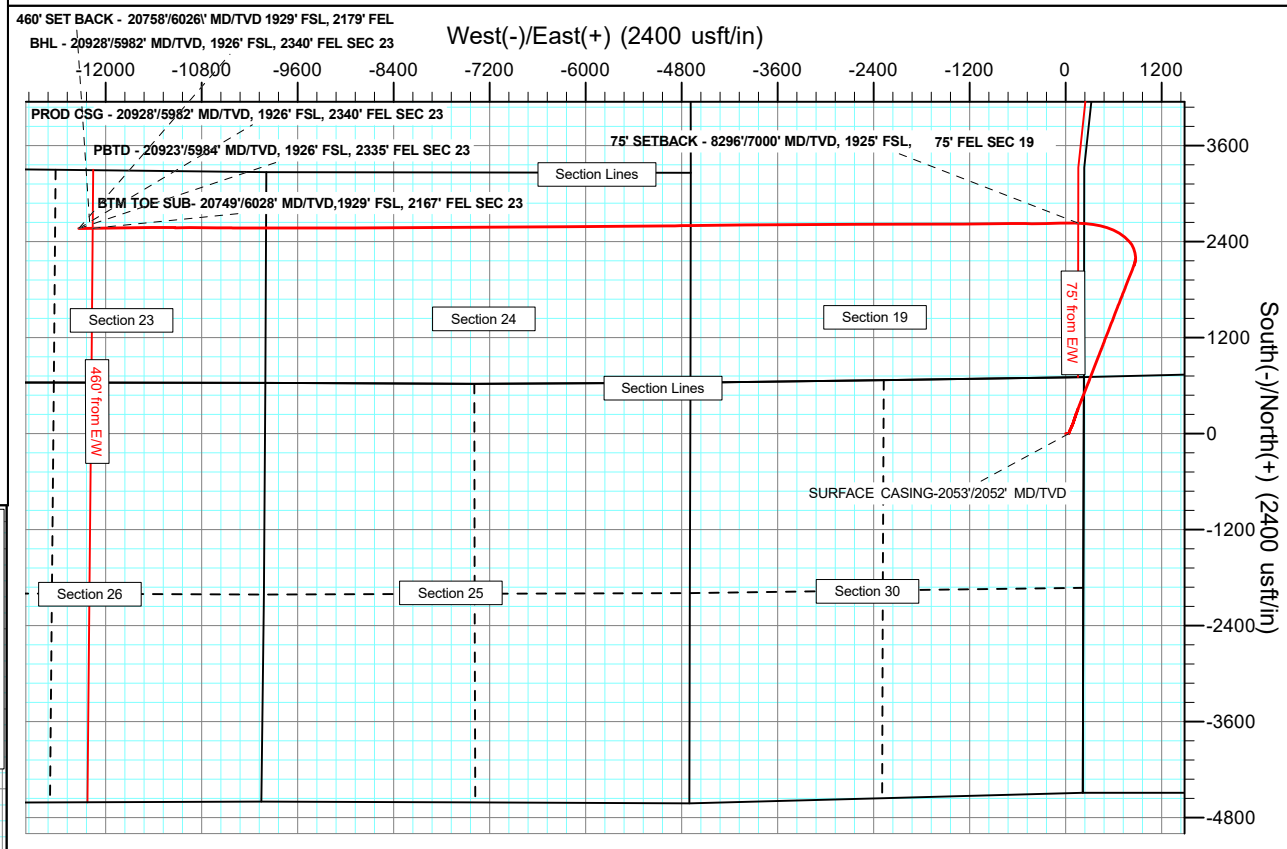 460' SET BACK - 20758'/6026\' MD/TVD 1929' FSL, 2179' FEL
BHL - 20928'/5982' MD/TVD, 1926' FSL, 2340' FEL SEC 23
West(-)/East(+) (2400 usft/in)
-12000 -10800 -9600 -8400 -7200 -6000 -4800 -3600 -2400 -1200 0 1200
PROD CSG - 20928'/5982' MD/TVD, 1926' FSL, 2340' FEL SEC 23
75' SETBACK - 8296'/7000' MD/TVD, 1925' FSL, 75' FEL SEC 19
3600
PBTD - 20923'/5984' MD/TVD, 1926' FSL, 2335' FEL SEC 23
Section Lines
BTM TOE SUB- 20749'/6028' MD/TVD,1929' FSL, 2167' FEL SEC 23
2400
Section 23
Section 24
Section 19
75' from E/W
1200
460' from E/W
Section Lines
0
South(-)/North(+) (2400 usft/in)
SURFACE CASING-2053'/2052' MD/TVD
-1200
Section 26
Section 25
Section 30
-2400
-3600
-4800